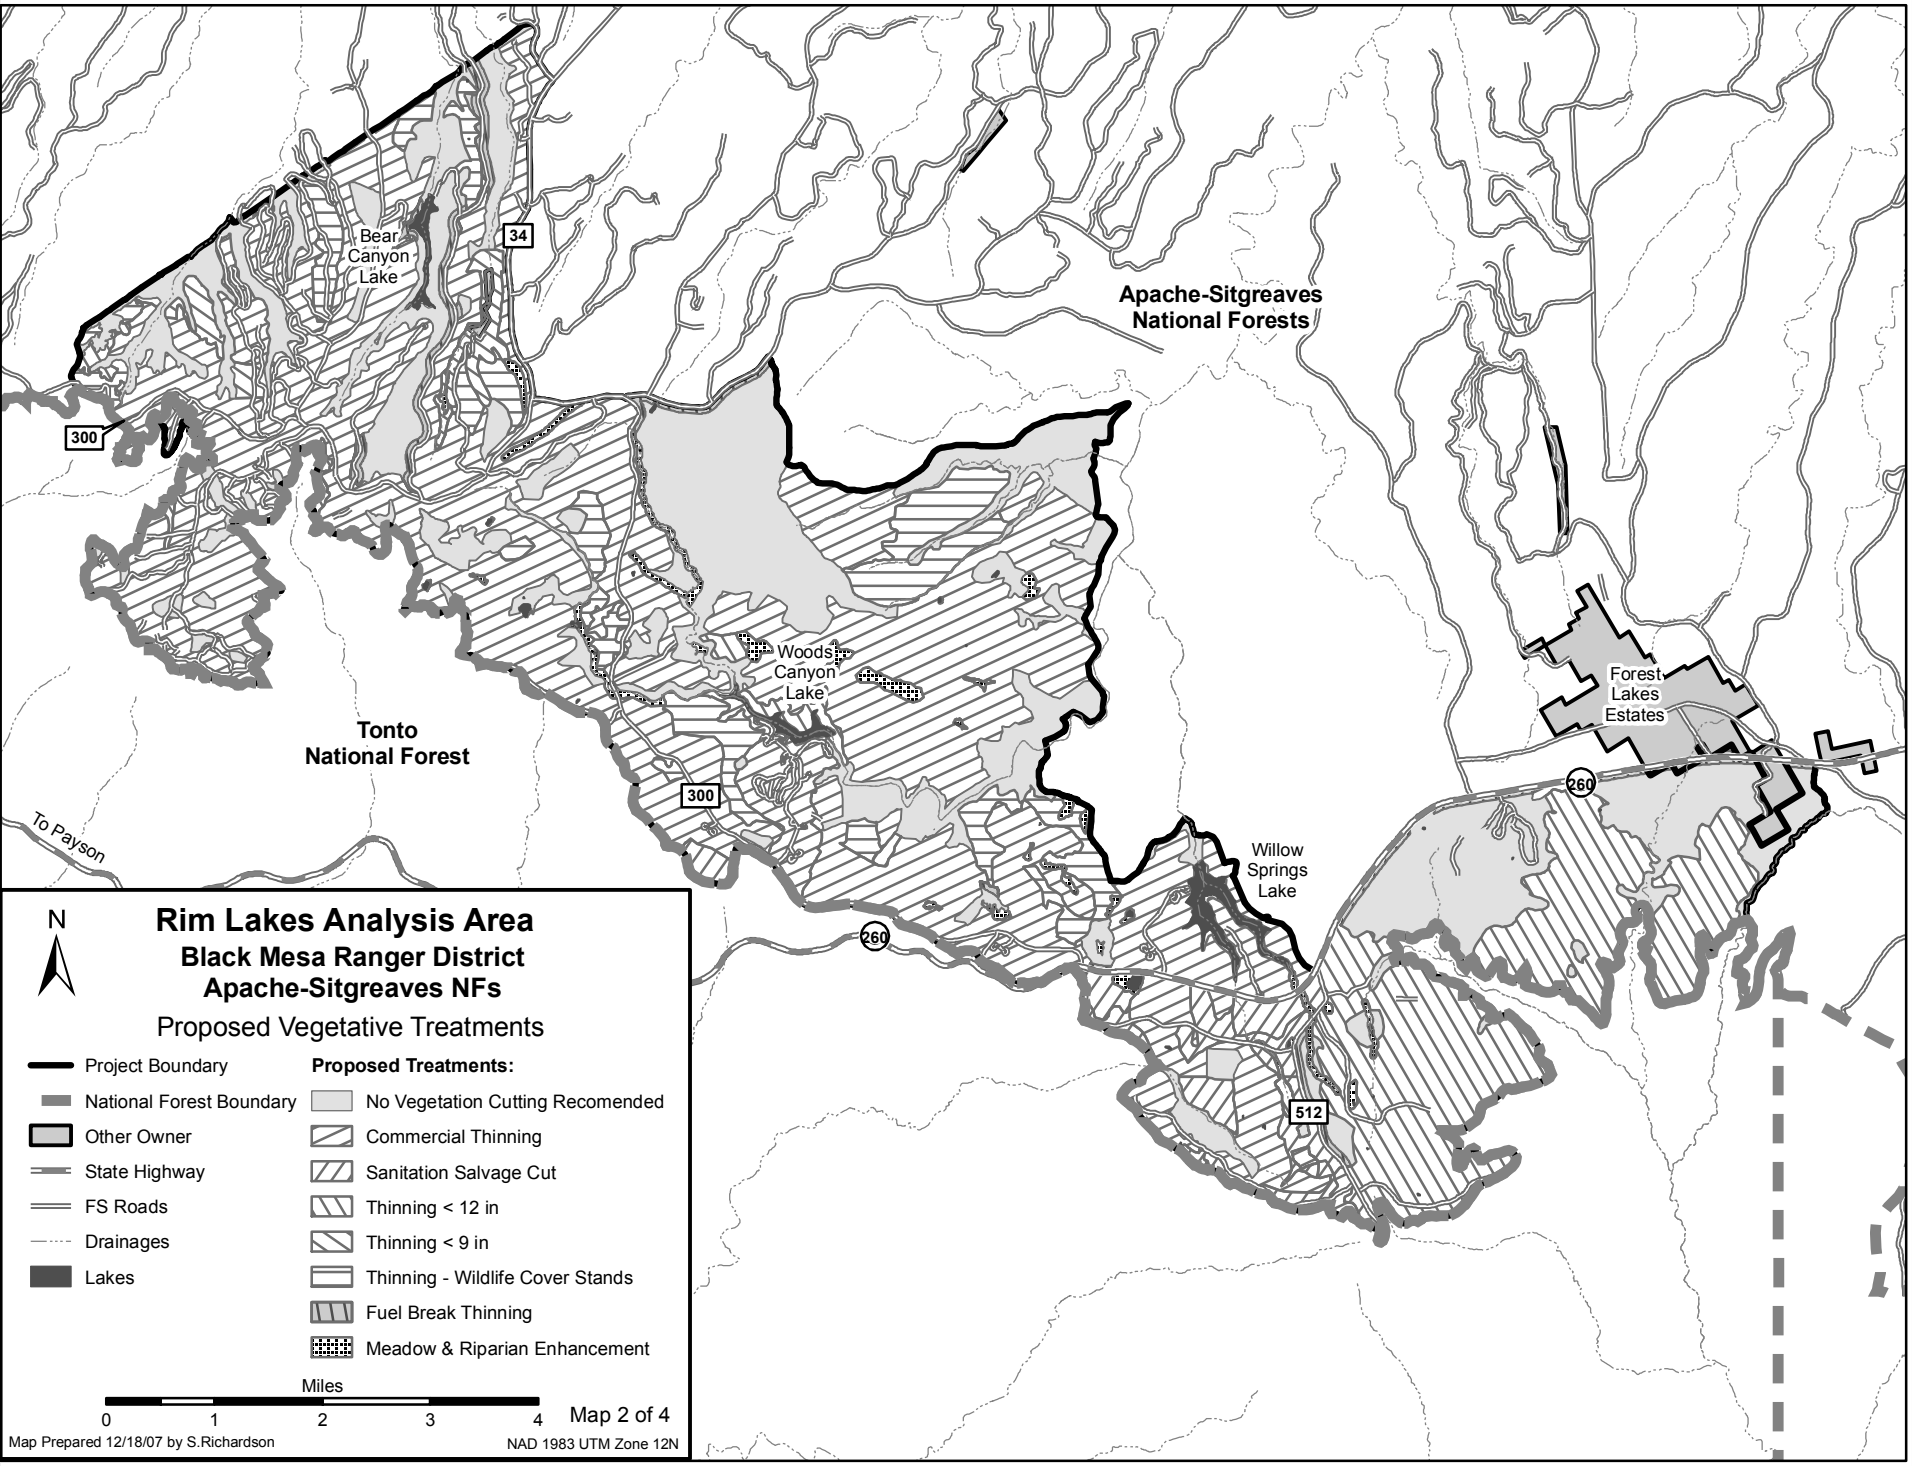 34
Bear
Canyon
Lake
Apache-Sitgreaves
National Forests
300
Woods
Canyon
Lake
Forest
Lakes
Estates
Tonto
National Forest
260
300
To Payson
Willow
Springs
Lake
260
512
N
Rim Lakes Analysis Area
Black Mesa Ranger District
Apache-Sitgreaves NFs
Proposed Vegetative Treatments
Project Boundary
National Forest Boundary
Other Owner
State Highway
FS Roads
Drainages
Lakes
Proposed Treatments:
No Vegetation Cutting Recomended
Commercial Thinning
Sanitation Salvage Cut
Thinning < 12 in
Thinning < 9 in
Thinning - Wildlife Cover Stands
Fuel Break Thinning
Meadow & Riparian Enhancement
Miles
0 1 2 3 4
Map 2 of 4
Map Prepared 12/18/07 by S.Richardson
NAD 1983 UTM Zone 12N